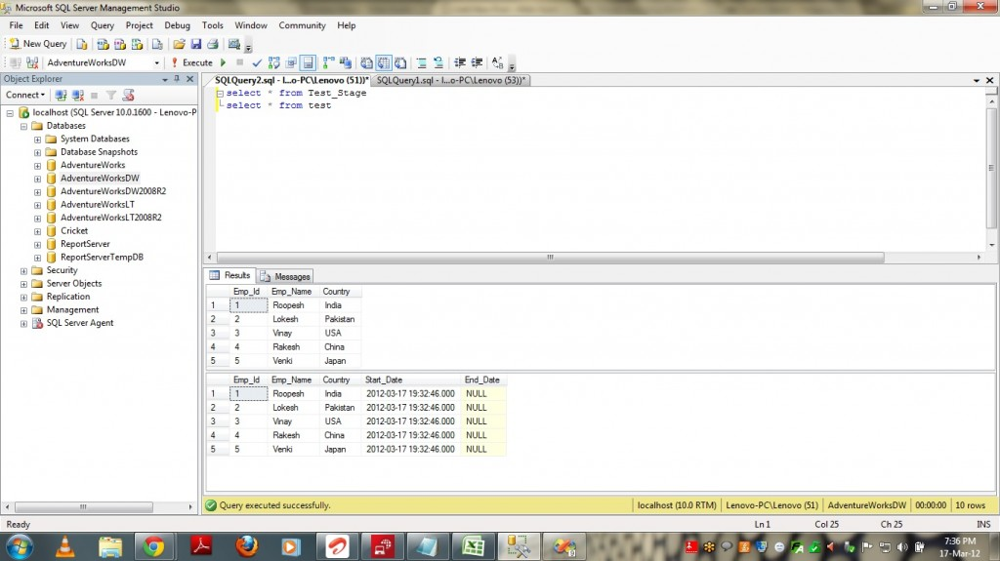 Microsoft SQL Server Management Studio
File Edit View Query Project Debug Tools Window Community Help
New Query
AdventureWorksDW Execute
Object Explorer
Connect
localhost (SQL Server 10.0.1600 - Lenovo-P
Databases
System Databases
Database Snapshots
AdventureWorks
AdventureWorksDW
AdventureWorksDW2008R2
AdventureWorksLT
AdventureWorksLT2008R2
Cricket
ReportServer
ReportServerTempDB
Security
Server Objects
Replication
Management
SQL Server Agent
SQLQuery2.sql - l...o-PC\Lenovo (51))* SQLQuery1.sql - l...o-PC\Lenovo (53))*
select * from Test_Stage
select * from test
Results Messages
Emp_Id Emp_Name Country
1 1 Roopesh India
2 2 Lokesh Pakistan
3 3 Vinay USA
4 4 Rakesh China
5 5 Venki Japan
Emp_Id Emp_Name Country Start_Date End_Date
1 1 Roopesh India 2012-03-17 19:32:46.000 NULL
2 2 Lokesh Pakistan 2012-03-17 19:32:46.000 NULL
3 3 Vinay USA 2012-03-17 19:32:46.000 NULL
4 4 Rakesh China 2012-03-17 19:32:46.000 NULL
5 5 Venki Japan 2012-03-17 19:32:46.000 NULL
Query executed successfully. localhost (10.0 RTM) Lenovo-PC\Lenovo (51) AdventureWorksDW 00:00:00 10 rows
Ready Ln 1 Col 25 Ch 25 INS
7:36 PM
17-Mar-12